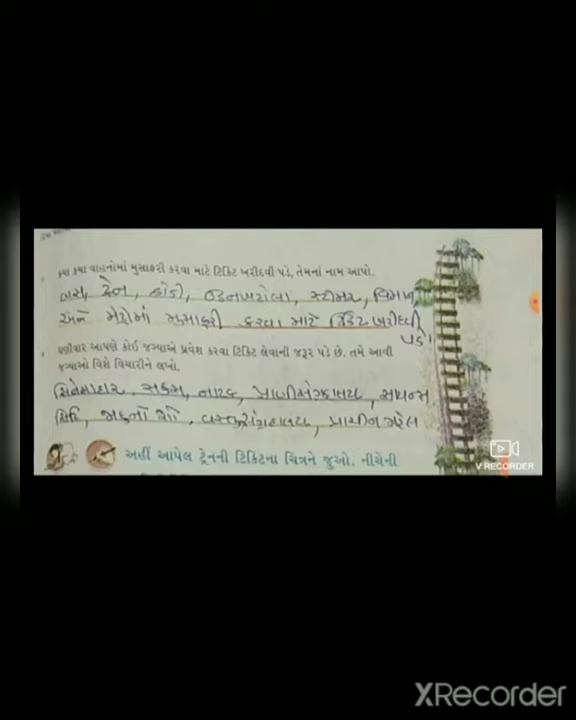 ક્યા ક્યા વાહનોમાં મુસાફરી કરવા માટે ટિકિટ ખરીદવી પડે, તેમનાં નામ આપો.
બસ, ટ્રેન, હોડી, ઉડનખટોલા, સ્ટીમર, વિમાન
અને મેટ્રોમાં મુસાફરી કરવા માટે ટિકિટ ખરીદવી
પડે.
ઘણીવાર આપણે કોઈ જગ્યાએ પ્રવેશ કરવા ટિકિટ લેવાની જરૂર પડે છે. તમે આવી
જગ્યાઓ વિશે વિચારીને લખો.
સિનેમાઘર, સર્કસ, નાટક, પ્રાણીસંગ્રહાલય, સાયન્સ
સિટિ, જાદુનો શો, વસ્તુસંગ્રહાલય, પ્રાચીન મહેલ
અહીં આપેલ ટ્રેનની ટિકિટના ચિત્રને જુઓ. નીચેની
V RECORDER
XRecorder